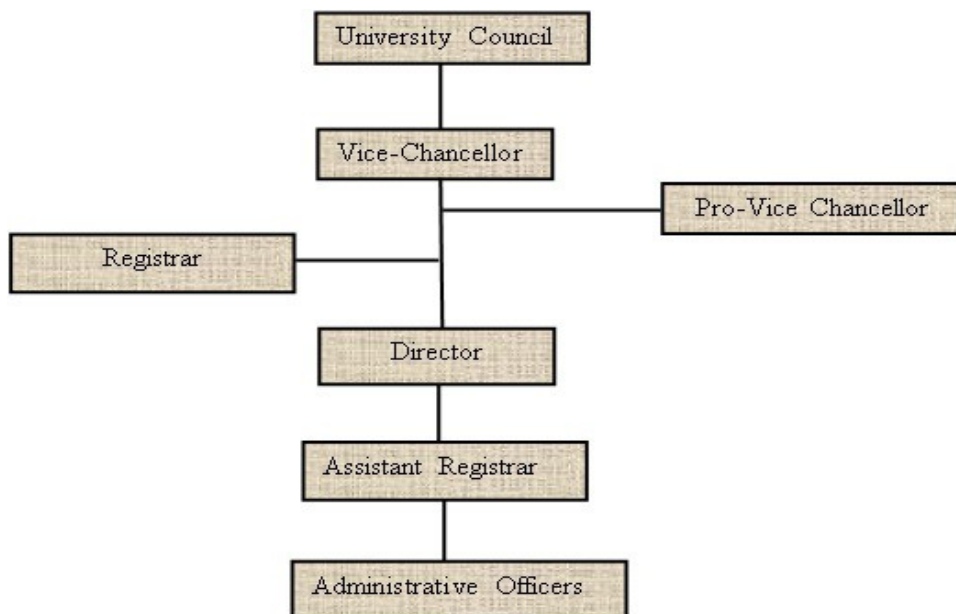 University Council
Vice-Chancellor
Pro-Vice Chancellor
Registrar
Director
Assistant Registrar
Administrative Officers